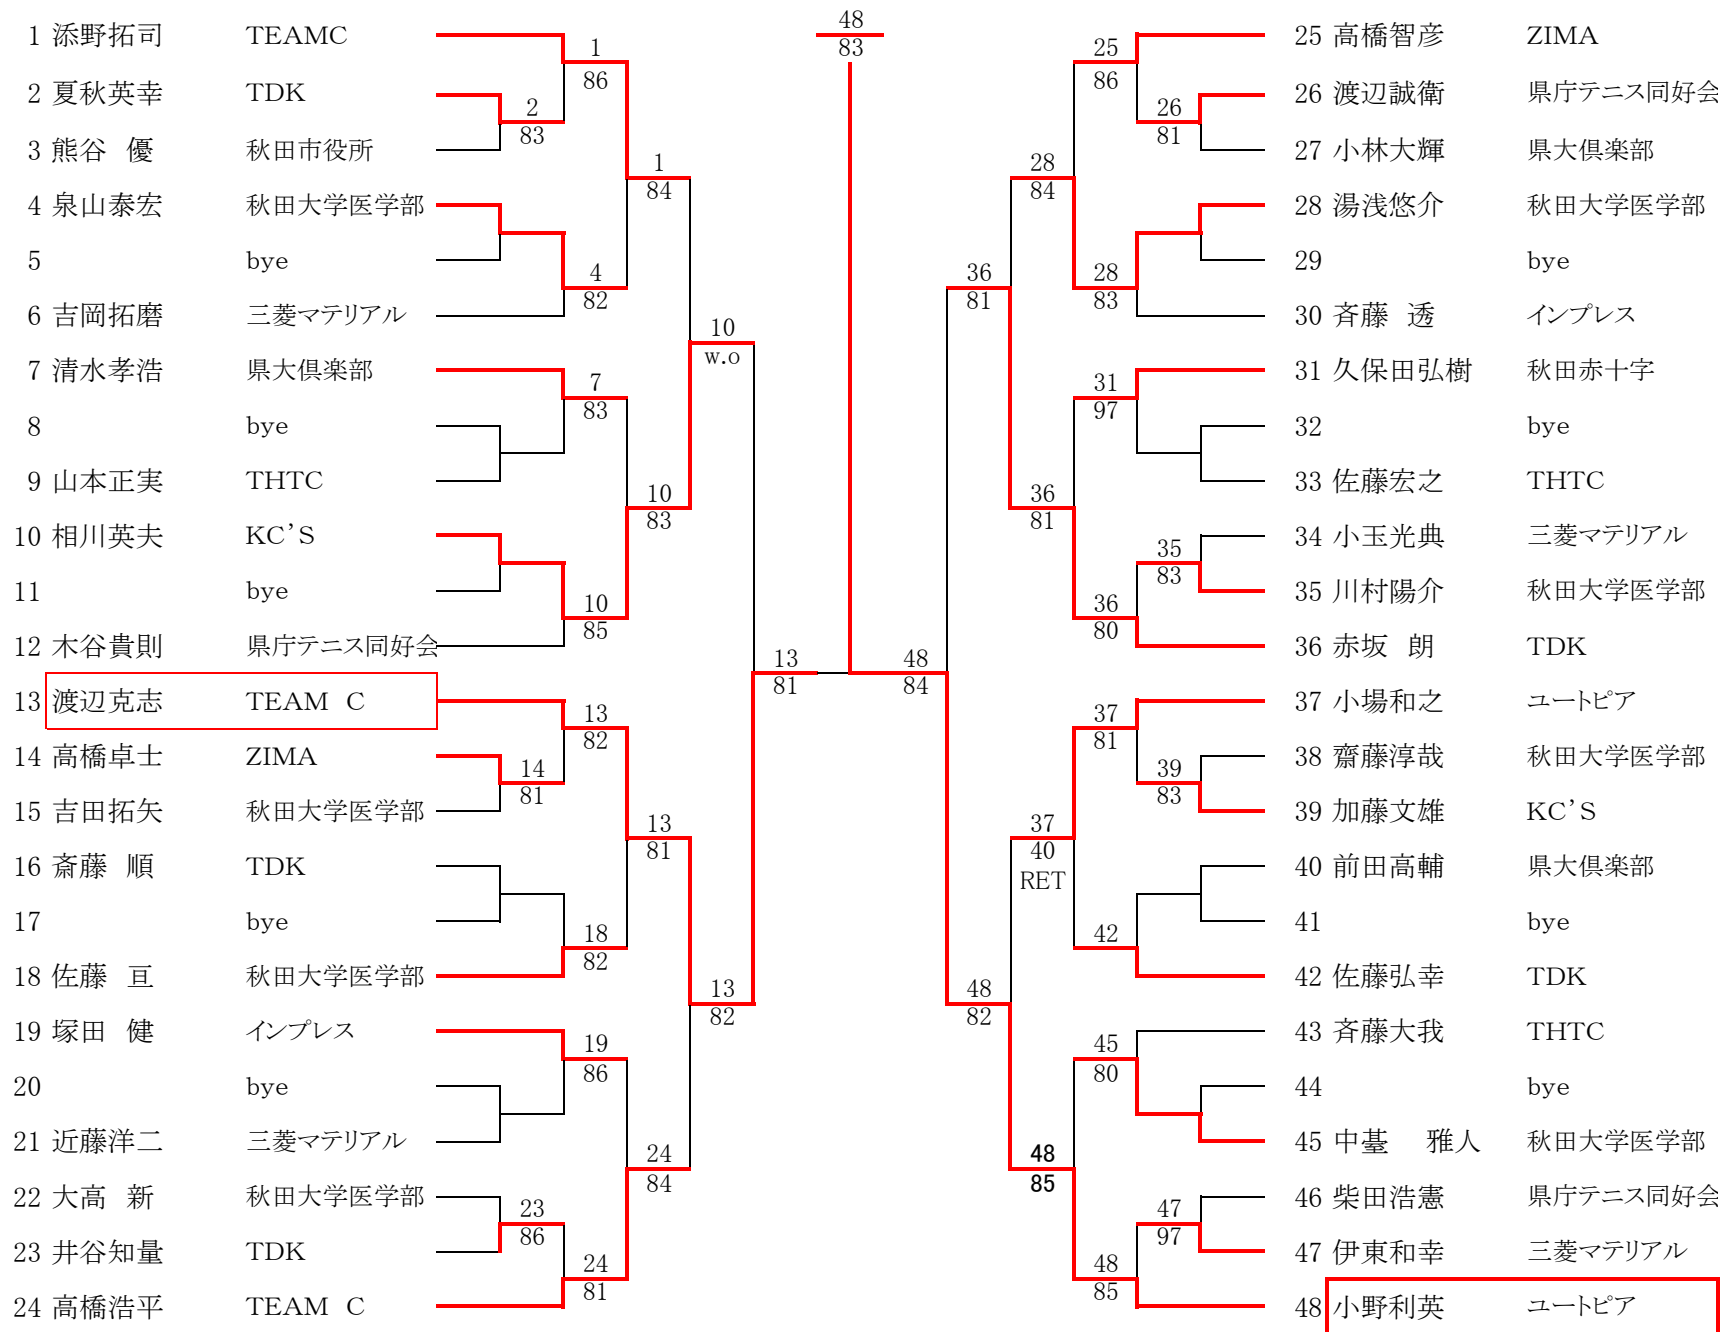 48
83
1 添野拓司 TEAMC
2 夏秋英幸 TDK
3 熊谷 優 秋田市役所
4 泉山泰宏 秋田大学医学部
5 bye
6 吉岡拓磨 三菱マテリアル
7 清水孝浩 県大倶楽部
8 bye
9 山本正実 THTC
10 相川英夫 KC'S
11 bye
12 木谷貴則 県庁テニス同好会
13 渡辺克志 TEAM C
14 高橋卓士 ZIMA
15 吉田拓矢 秋田大学医学部
16 斎藤 順 TDK
17 bye
18 佐藤 亘 秋田大学医学部
19 塚田 健 インプレス
20 bye
21 近藤洋二 三菱マテリアル
22 大高 新 秋田大学医学部
23 井谷知量 TDK
24 高橋浩平 TEAM C
2
83
14
81
23
86
1
86
4
82
7
83
10
85
13
82
18
82
19
86
24
81
1
84
10
83
13
81
24
84
10
w.o
13
82
13
81
48
84
36
81
48
82
28
84
36
81
37
40
RET
48
85
25
86
28
83
31
97
36
80
37
81
42
45
80
48
85
26
81
35
83
39
83
47
97
25 高橋智彦 ZIMA
26 渡辺誠衛 県庁テニス同好会
27 小林大輝 県大倶楽部
28 湯浅悠介 秋田大学医学部
29 bye
30 斉藤 透 インプレス
31 久保田弘樹 秋田赤十字
32 bye
33 佐藤宏之 THTC
34 小玉光典 三菱マテリアル
35 川村陽介 秋田大学医学部
36 赤坂 朗 TDK
37 小場和之 ユートピア
38 齋藤淳哉 秋田大学医学部
39 加藤文雄 KC'S
40 前田高輔 県大倶楽部
41 bye
42 佐藤弘幸 TDK
43 斉藤大我 THTC
44 bye
45 中基 雅人 秋田大学医学部
46 柴田浩憲 県庁テニス同好会
47 伊東和幸 三菱マテリアル
48 小野利英 ユートピア